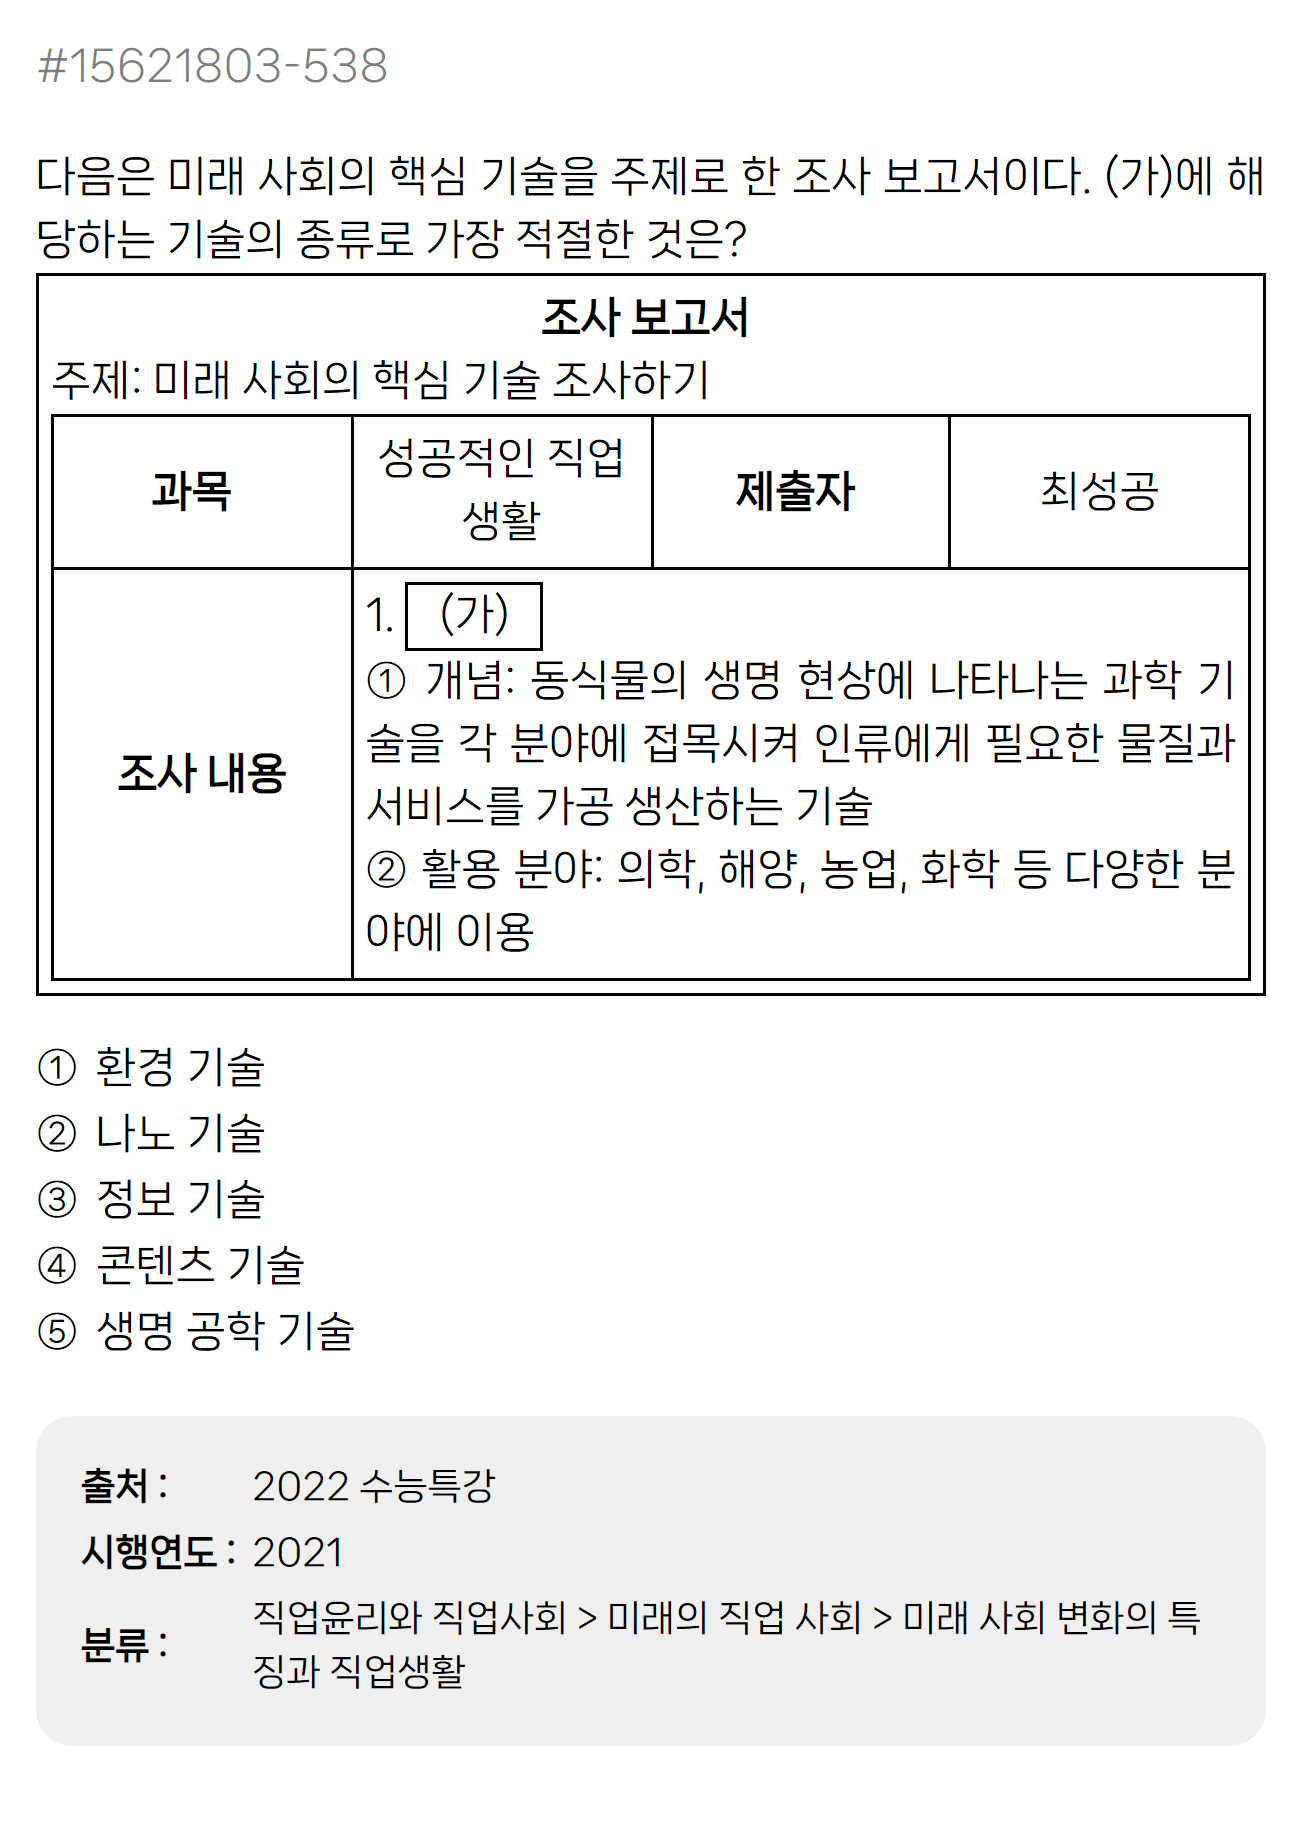 #15621803-538
다음은 미래 사회의 핵심 기술을 주제로 한 조사 보고서이다. (가)에 해
당하는 기술의 종류로 가장 적절한 것은?
조사 보고서
주제: 미래 사회의 핵심 기술 조사하기
과목
성공적인 직업
생활
제출자
최성공
조사 내용
1. (가)
① 개념: 동식물의 생명 현상에 나타나는 과학 기
술을 각 분야에 접목시켜 인류에게 필요한 물질과
서비스를 가공 생산하는 기술
② 활용 분야: 의학, 해양, 농업, 화학 등 다양한 분
야에 이용
① 환경 기술
② 나노 기술
③ 정보 기술
④ 콘텐츠 기술
⑤ 생명 공학 기술
출처 : 2022 수능특강
시행연도 : 2021
분류 : 직업윤리와 직업사회 > 미래의 직업 사회 > 미래 사회 변화의 특
징과 직업생활